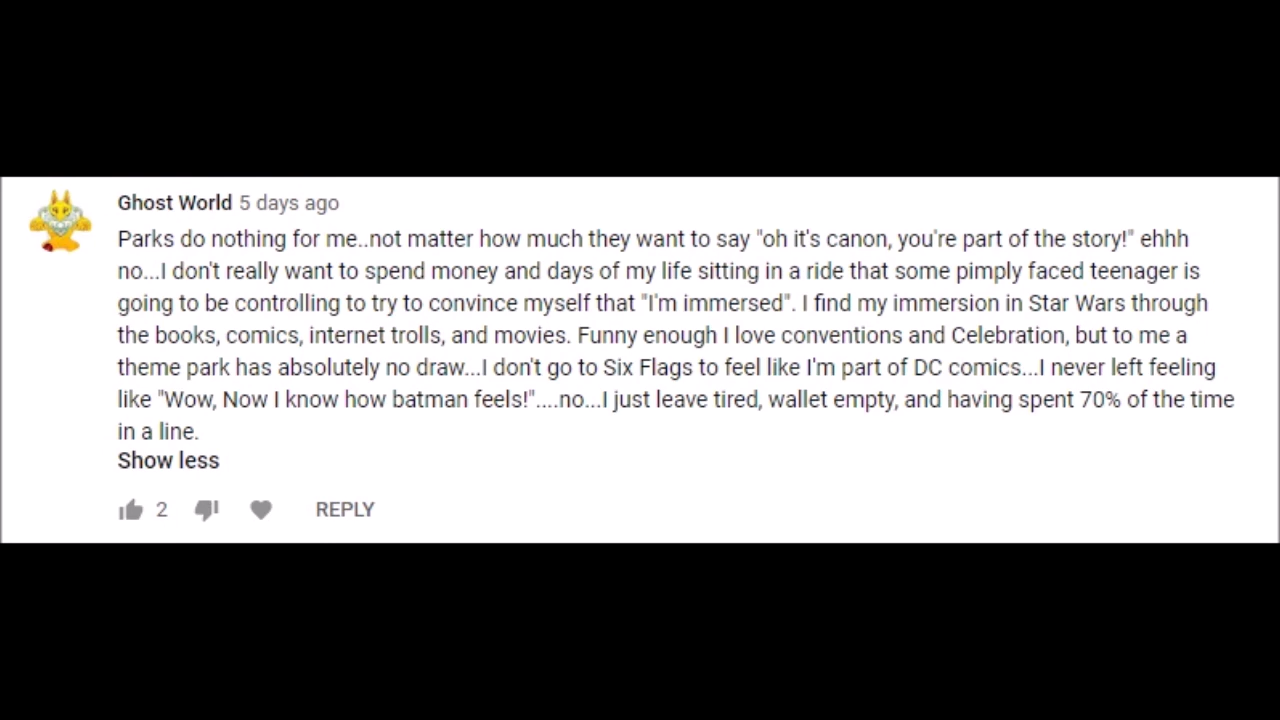 Ghost World 5 days ago
Parks do nothing for me..not matter how much they want to say "oh it's canon, you're part of the story!" ehhh
no...I don't really want to spend money and days of my life sitting in a ride that some pimply faced teenager is
going to be controlling to try to convince myself that "I'm immersed". I find my immersion in Star Wars through
the books, comics, internet trolls, and movies. Funny enough I love conventions and Celebration, but to me a
theme park has absolutely no draw...I don't go to Six Flags to feel like I'm part of DC comics...I never left feeling
like "Wow, Now I know how batman feels!"....no...I just leave tired, wallet empty, and having spent 70% of the time
in a line.
Show less
2 REPLY